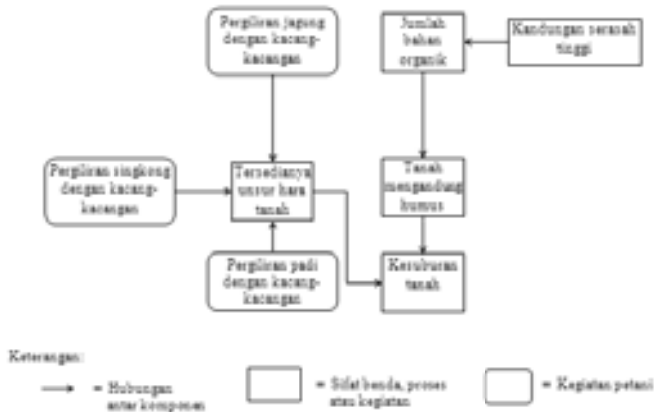 Pergiliran jagung
dengan kacang-
kacangan
Jumlah
bahan
organik
Kandungan serasah
tinggi
Pergiliran singkong
dengan kacang-
kacangan
Tersedianya
unsur hara
tanah
Tanah
mengandung
humus
Pergiliran padi
dengan kacang-
kacangan
Kesuburan
tanah
Keterangan:
= Hubungan
antar komponen
= Sifat benda, proses
atau kegiatan
= Kegiatan petani